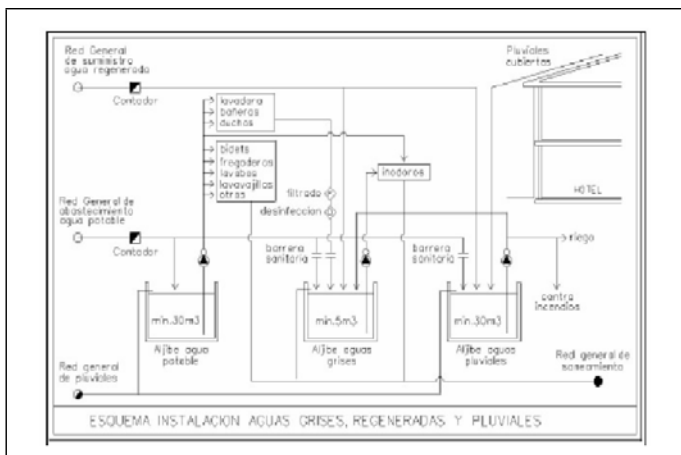 Red General
de suministro
agua regenerada
Contador
Pluviales
cubiertas
lavadora
bañeras
duchas
bidets
fregaderos
lavabos
lavavajillas
otros
inodoros
filtrado
desinfeccion
HOTEL
Red General de
abastecimiento
agua potable
Contador
barrera
sanitaria
barrera
sanitaria
riego
contra
incendios
min.30m3
min.5m3
min.30m3
Aljibe agua
potable
Aljibe aguas
grises
Aljibe aguas
pluviales
Red general
de pluviales
Red general de
saneamiento
ESQUEMA INSTALACION AGUAS GRISES, REGENERADAS Y PLUVIALES